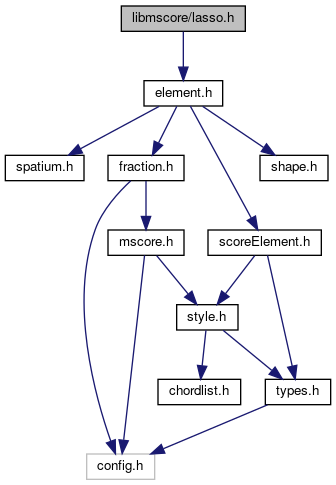 libmscore/lasso.h
element.h
spatium.h
fraction.h
shape.h
mscore.h
scoreElement.h
style.h
chordlist.h
types.h
config.h